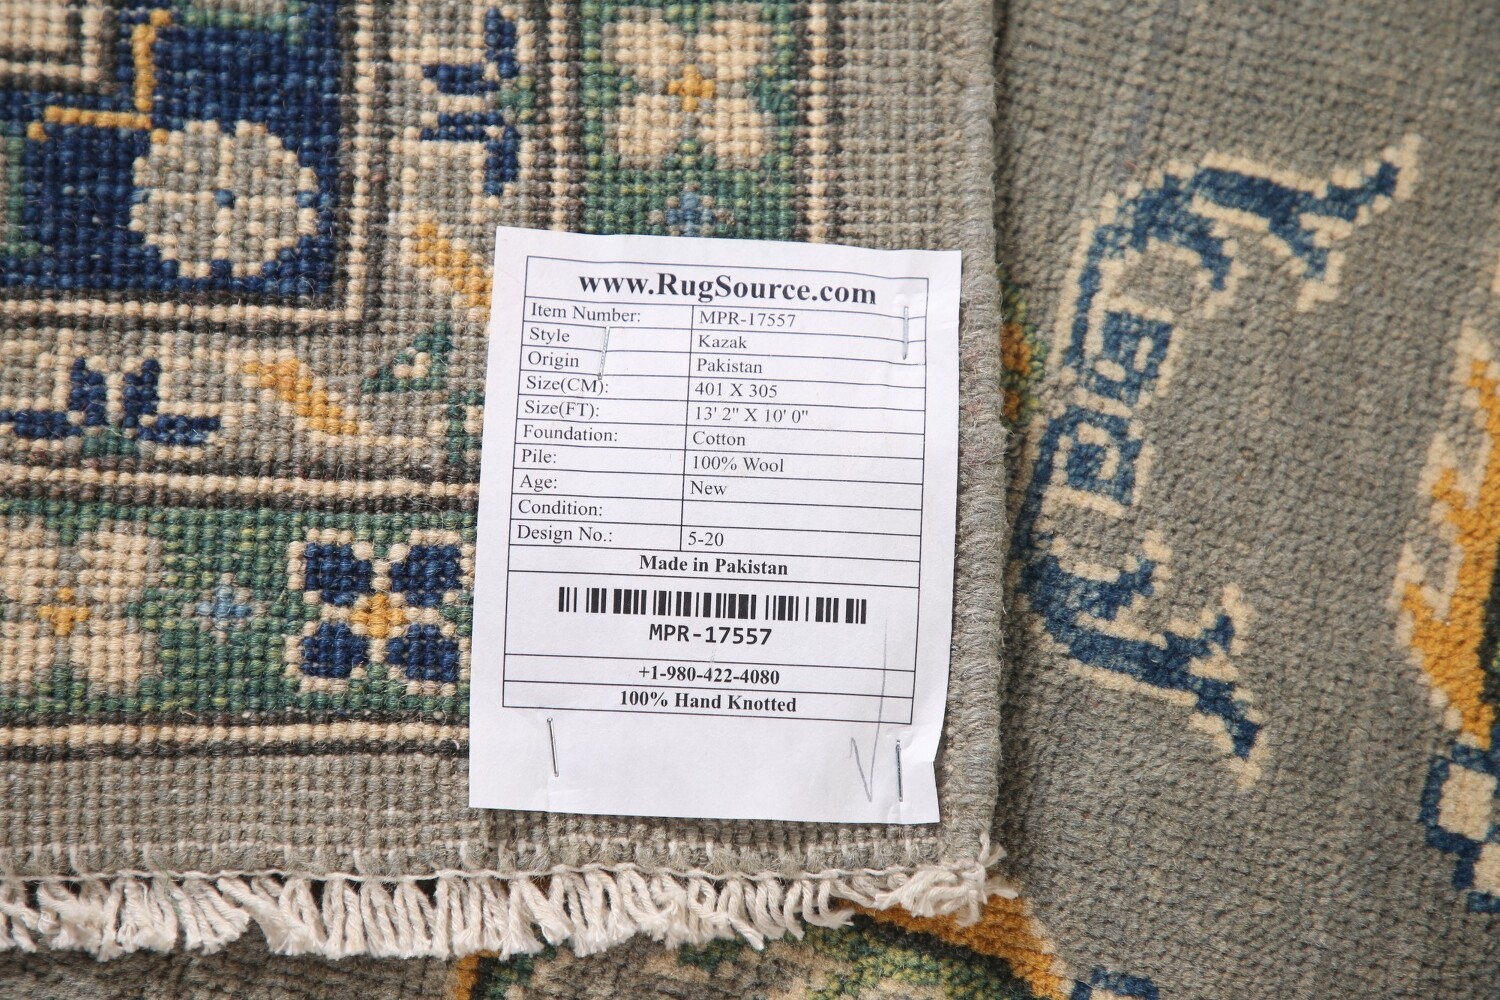 www.RugSource.com
Item Number: MPR-17557
Style Kazak
Origin Pakistan
Size(CM): 401 X 305
Size(FT): 13' 2" X 10' 0"
Foundation: Cotton
Pile: 100% Wool
Age: New
Condition:
Design No.: 5-20
Made in Pakistan
MPR-17557
+1-980-422-4080
100% Hand Knotted